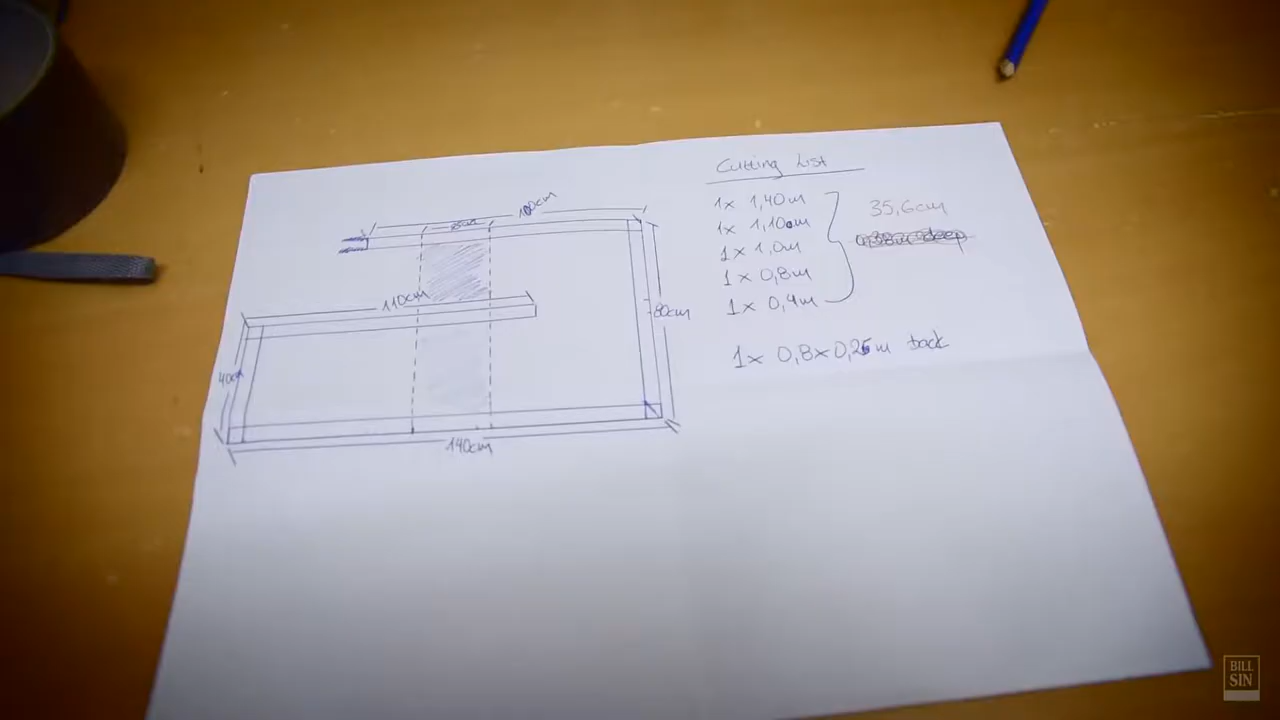 Cutting List
1x 1,40m
1x 1,10m
1x 1,0m
1x 0,8m
1x 0,4m
35,6cm
1x 0,8x0,25m back
100cm
110cm
80cm
40cm
140cm
BILL
SIN